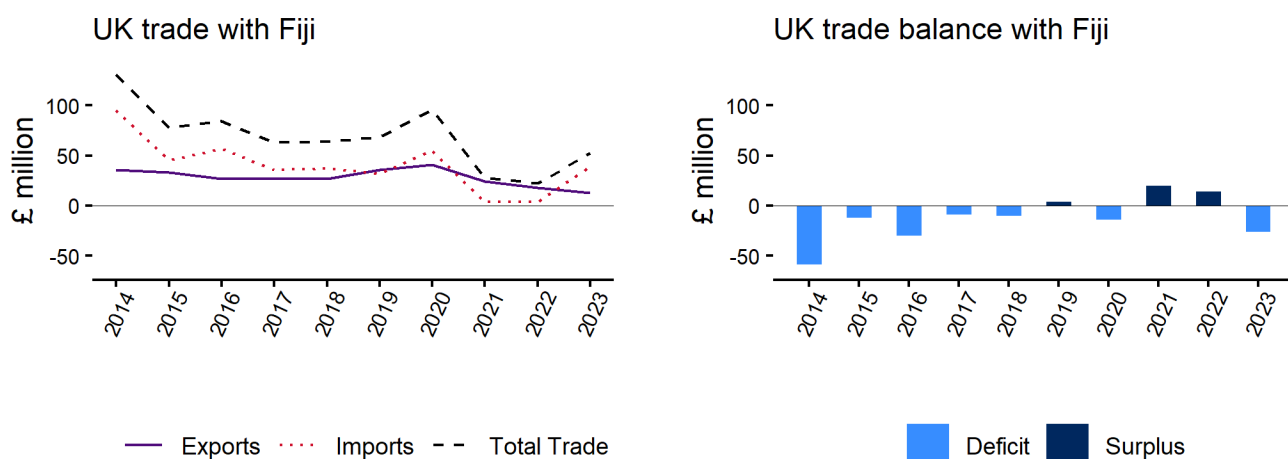 UK trade with Fiji
£ million
100
50
0
-50
2014 2015 2016 2017 2018 2019 2020 2021 2022 2023
Exports Imports Total Trade
UK trade balance with Fiji
£ million
100
50
0
-50
2014 2015 2016 2017 2018 2019 2020 2021 2022 2023
Deficit Surplus